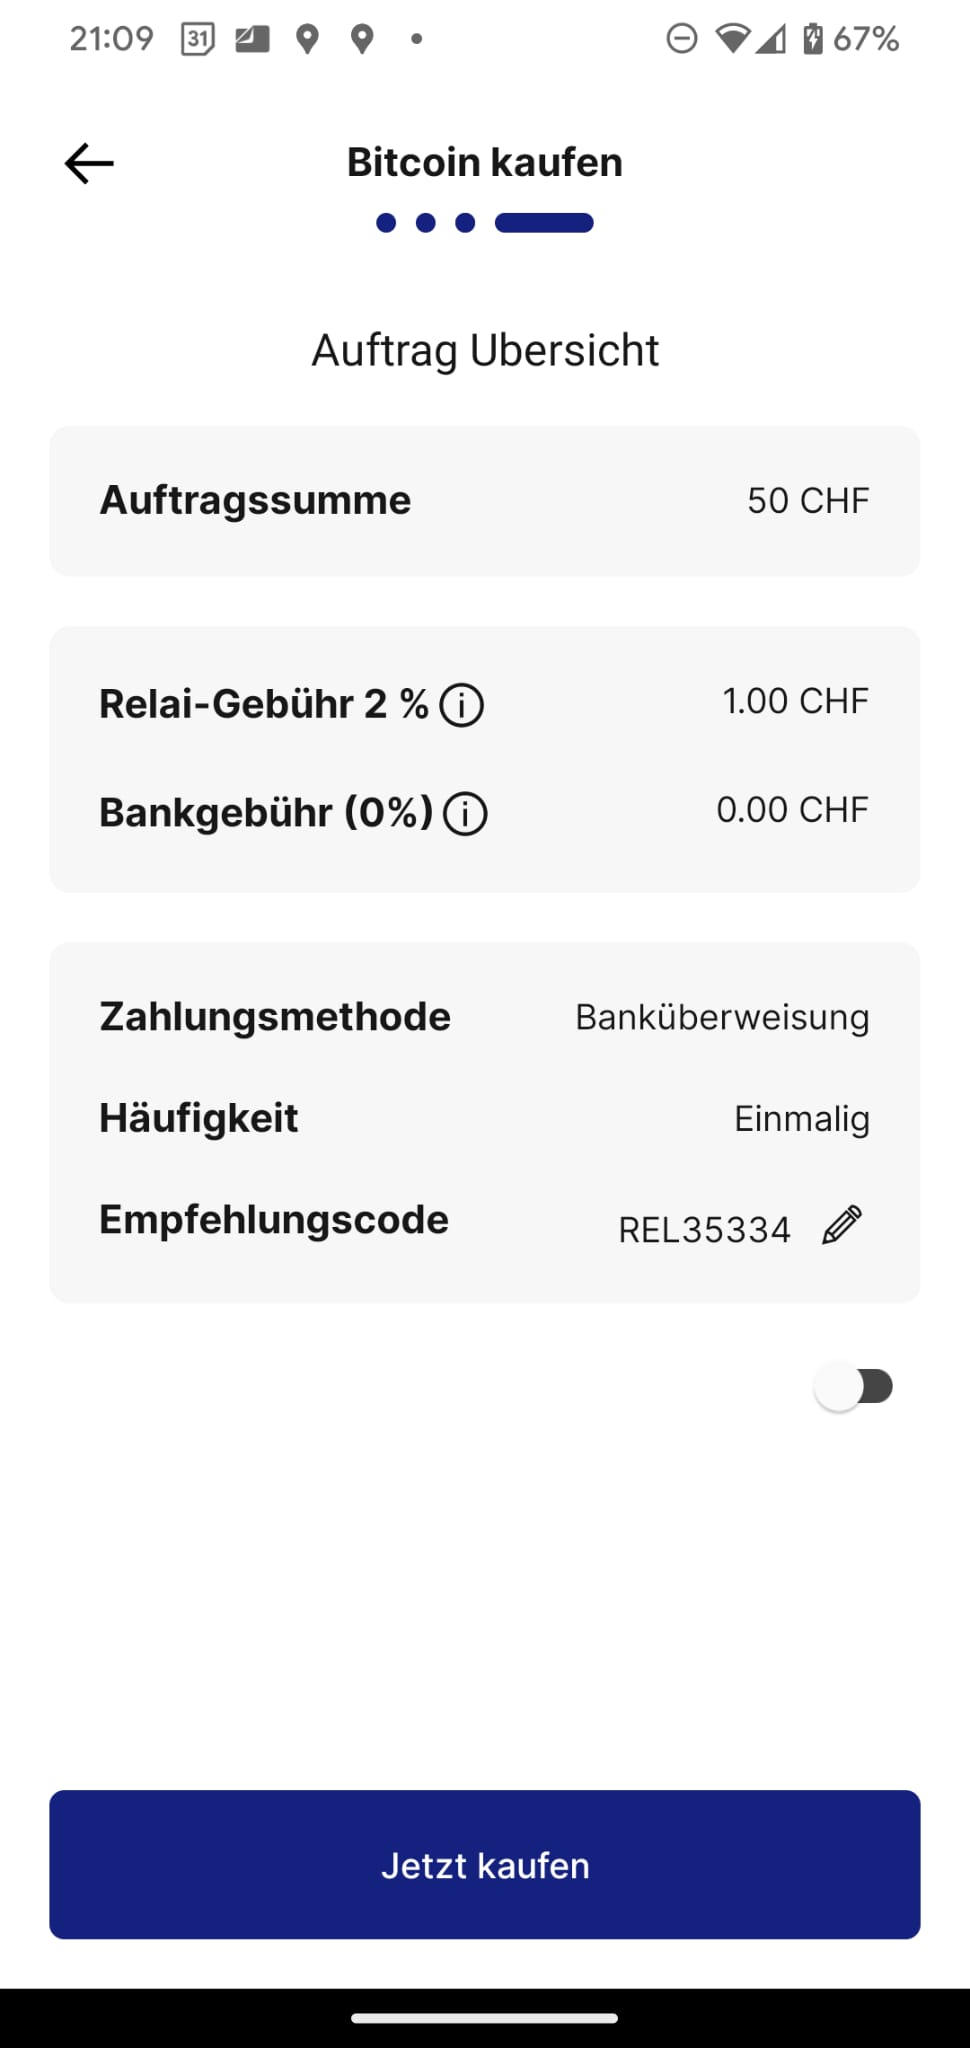 21:09 31 67%
Bitcoin kaufen
Auftrag Ubersicht
Auftragssumme 50 CHF
Relai-Gebühr 2 % 1.00 CHF
Bankgebühr (0%) 0.00 CHF
Zahlungsmethode Banküberweisung
Häufigkeit Einmalig
Empfehlungscode REL35334
Jetzt kaufen